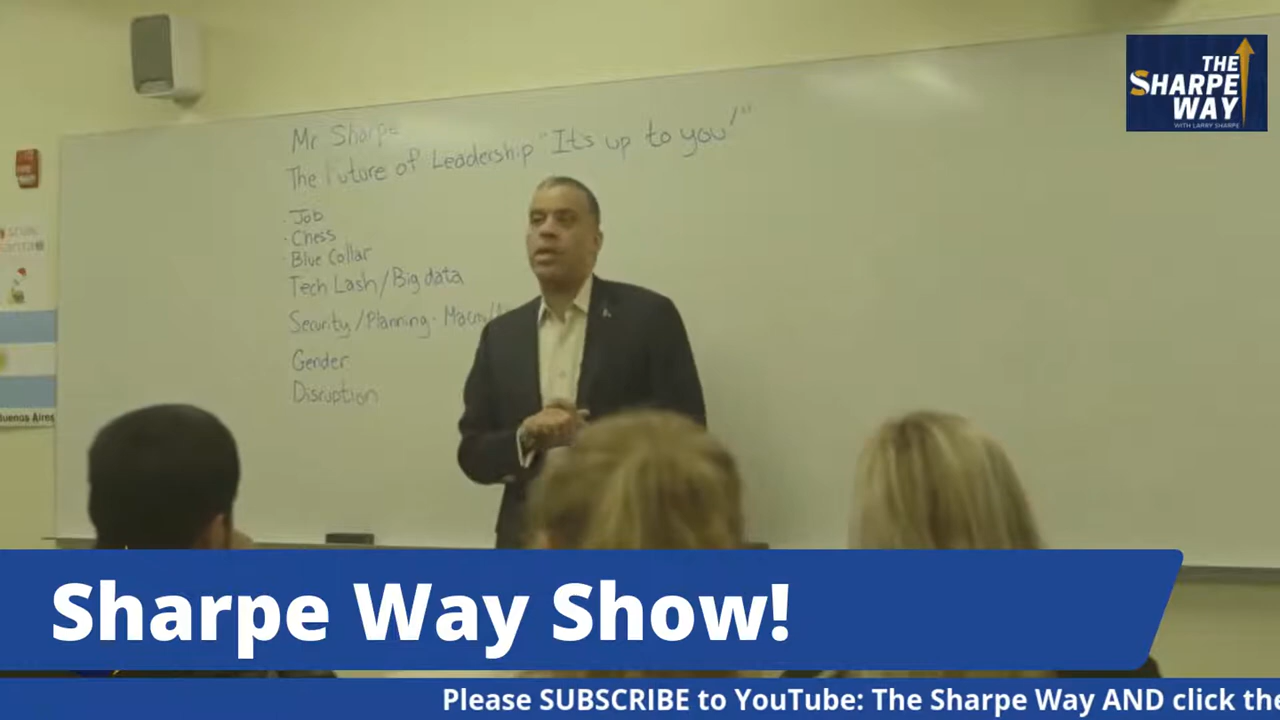 THE
SHARPE
WAY
WITH LARRY SHARPE
Mr Sharpe
The Future of Leadership "It's up to you!"
· Job
· Chess
· Blue Collar
Tech Lash/Big data
Security/Planning - Macro/
Gender
Disruption
Buenos Aires
Sharpe Way Show!
Please SUBSCRIBE to YouTube: The Sharpe Way AND click the